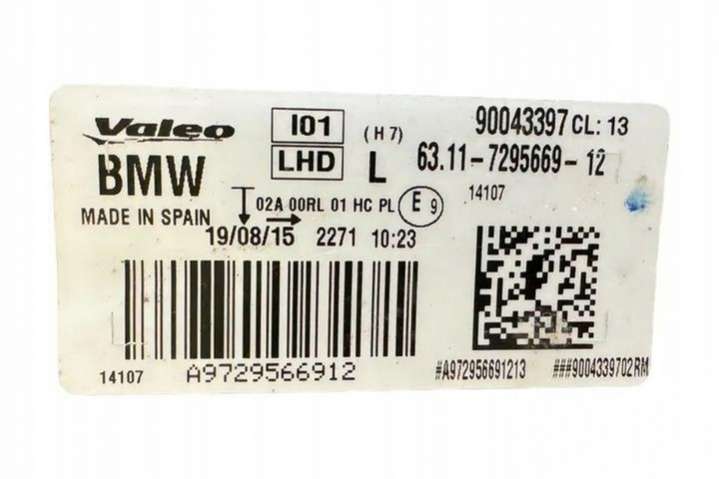 Valeo I01 (H7) 90043397 CL: 13
BMW LHD L 63.11-7295669-12
14107
02A 00RL 01 HC PL E9
MADE IN SPAIN
19/08/15 2271 10:23
14107 A9729566912 #A972956691213 ###9004339702RM